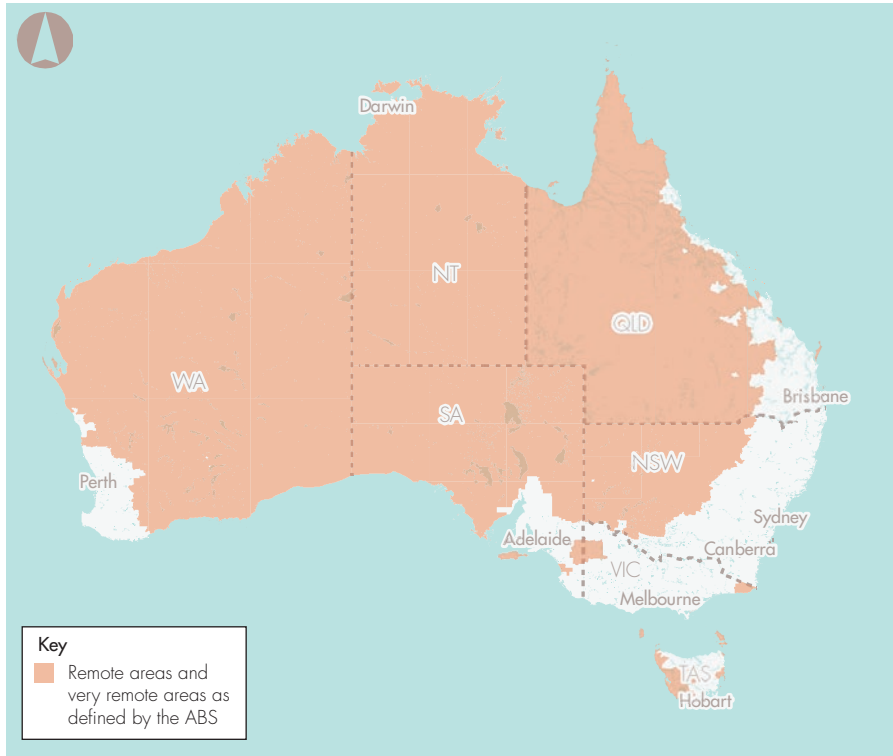 Darwin
NT
QLD
WA
SA
Brisbane
NSW
Perth
Sydney
Adelaide
Canberra
VIC
Melbourne
TAS
Hobart
Key
Remote areas and
very remote areas as
defined by the ABS